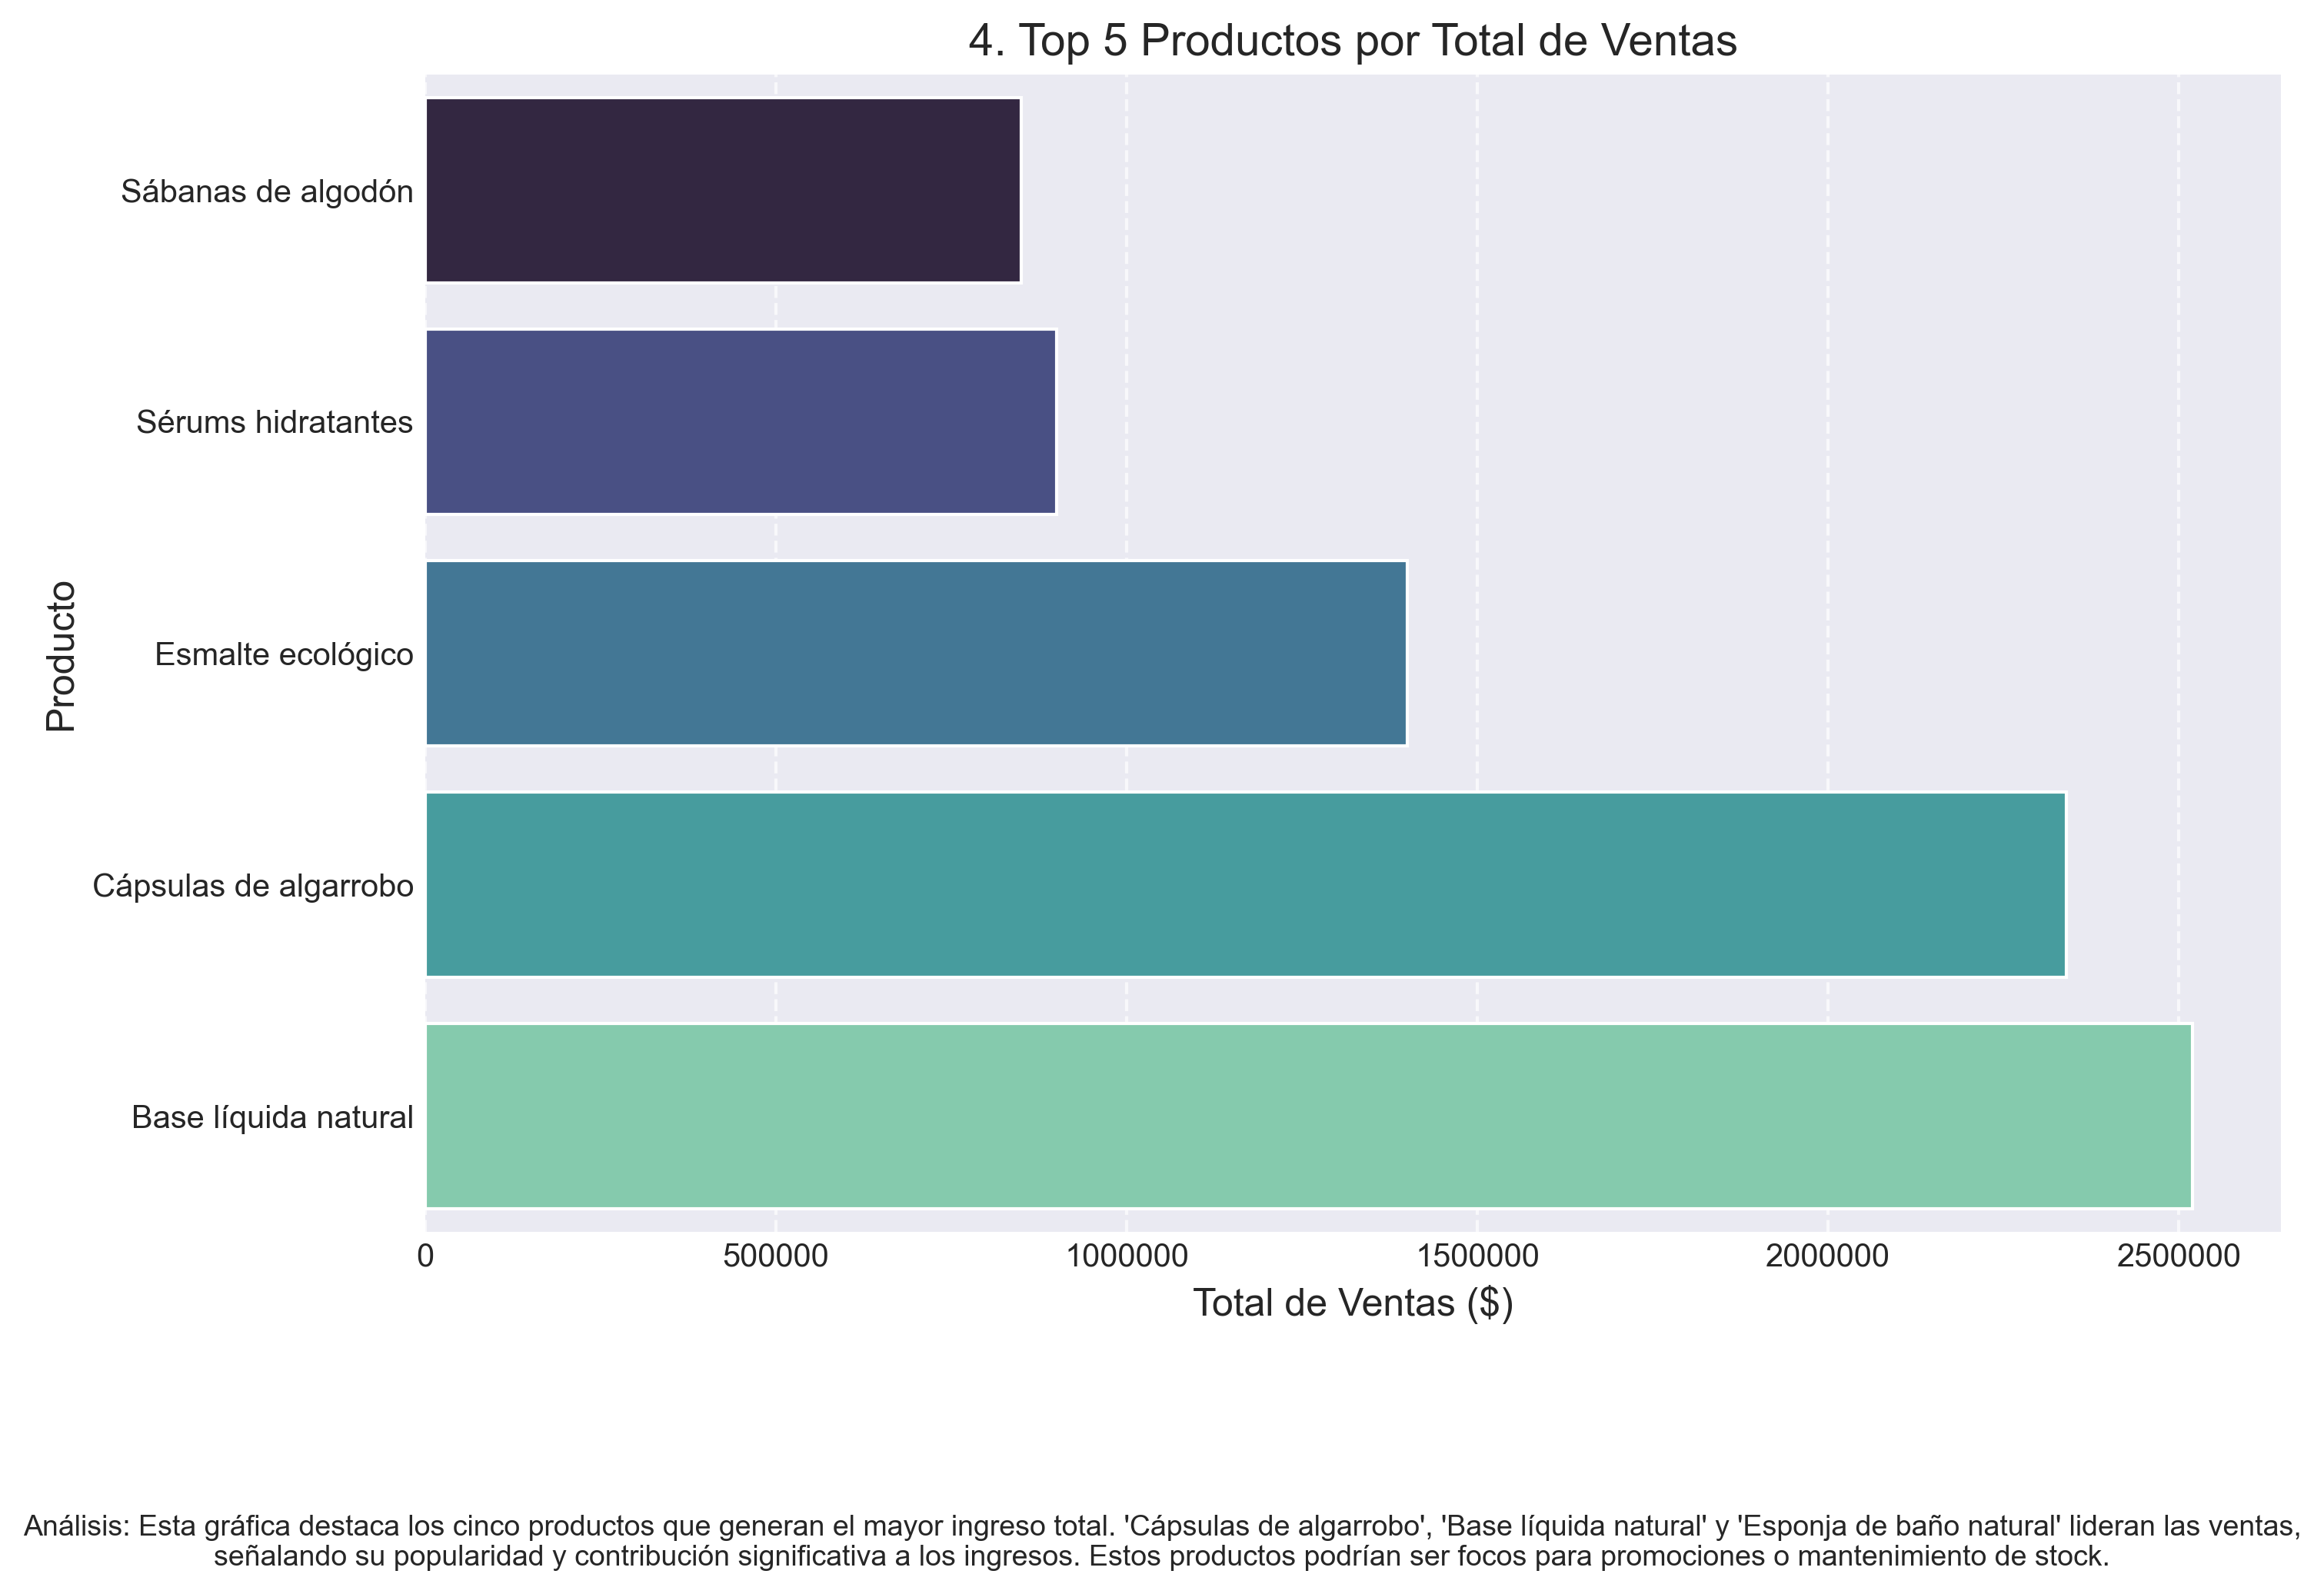 4. Top 5 Productos por Total de Ventas
Sábanas de algodón
Sérums hidratantes
Esmalte ecológico
Cápsulas de algarrobo
Base líquida natural
Producto
0 500000 1000000 1500000 2000000 2500000
Total de Ventas ($)
Análisis: Esta gráfica destaca los cinco productos que generan el mayor ingreso total. 'Cápsulas de algarrobo', 'Base líquida natural' y 'Esponja de baño natural' lideran las ventas,
señalando su popularidad y contribución significativa a los ingresos. Estos productos podrían ser focos para promociones o mantenimiento de stock.